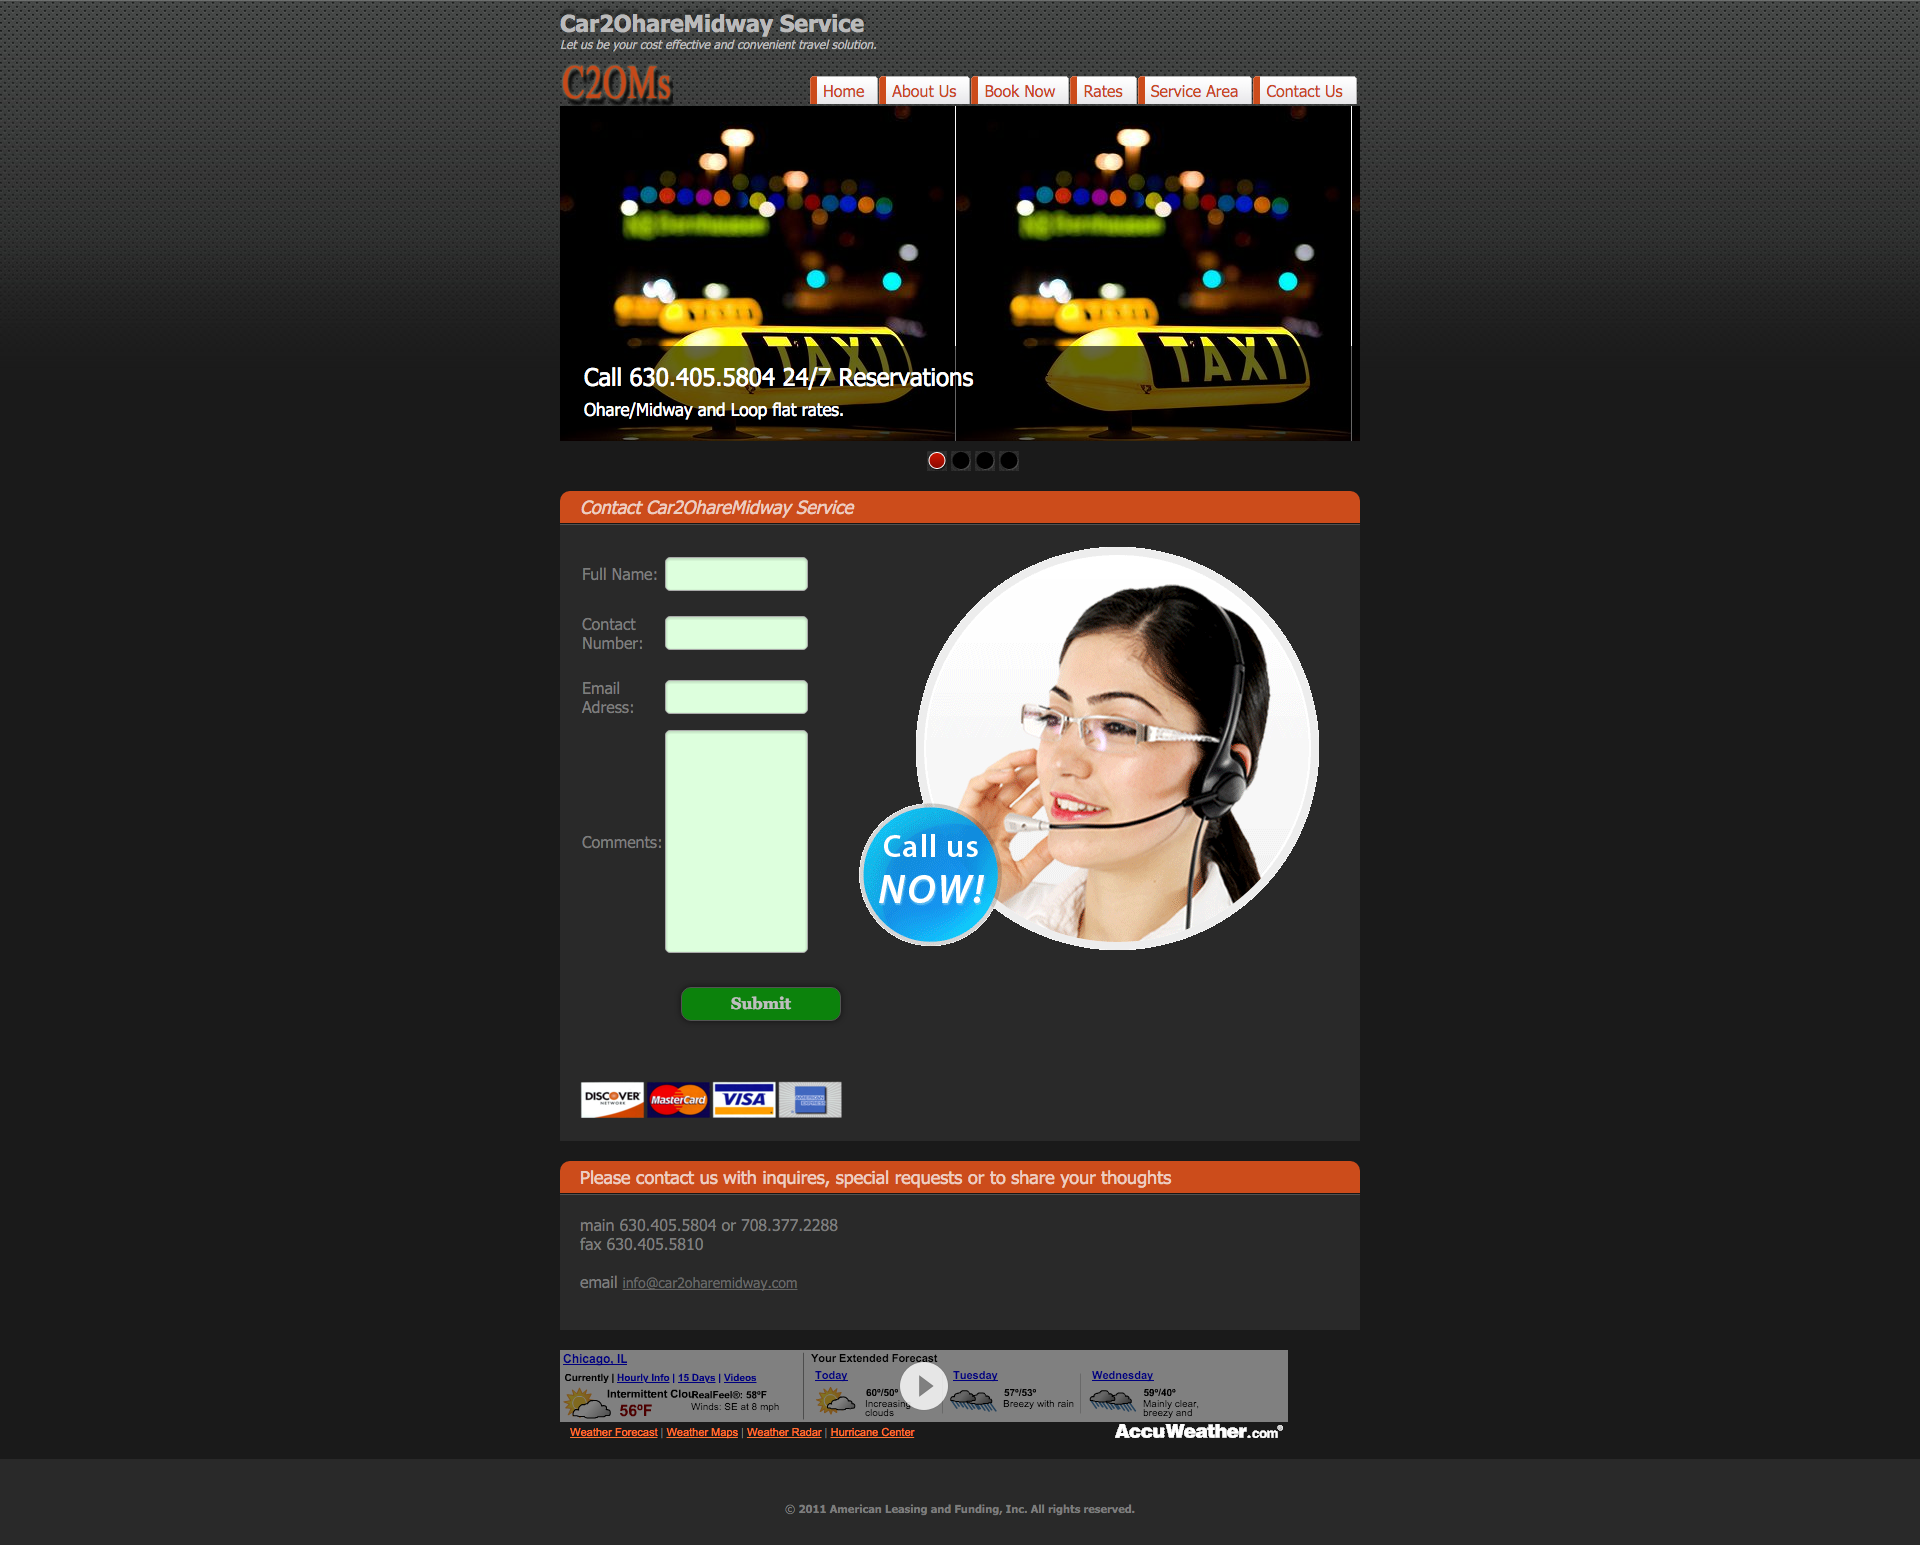 Car2OhareMidway Service
Let us be your cost effective and convenient travel solution.
C2OMs
Home
About Us
Book Now
Rates
Service Area
Contact Us
TAXI
TAXI
Call 630.405.5804 24/7 Reservations
Ohare/Midway and Loop flat rates.
Contact Car2OhareMidway Service
Full Name:
Contact
Number:
Email
Adress:
Comments:
Call us
NOW!
Submit
DISCOVER
NETWORK
MasterCard
VISA
AMERICAN
EXPRESS
Please contact us with inquires, special requests or to share your thoughts
main 630.405.5804 or 708.377.2288
fax 630.405.5810
email info@car2oharemidway.com
Chicago, IL
Currently | Hourly Info | 15 Days | Videos
Intermittent Clou
56°F
RealFeel®: 58°F
Winds: SE at 8 mph
Your Extended Forecast
Today
60°/50°
Increasing
clouds
Tuesday
57°/53°
Breezy with rain
Wednesday
59°/40°
Mainly clear,
breezy and
Weather Forecast | Weather Maps | Weather Radar | Hurricane Center
AccuWeather.com®
© 2011 American Leasing and Funding, Inc. All rights reserved.